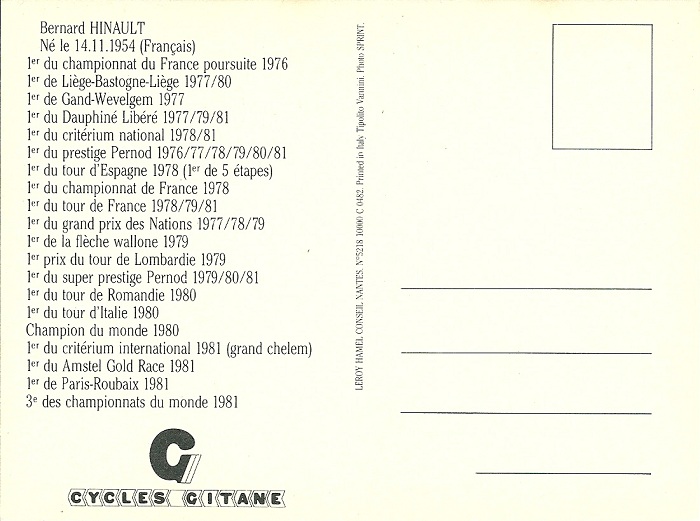 Bernard HINAULT
Né le 14.11.1954 (Français)
1er du championnat du France poursuite 1976
1er de Liège-Bastogne-Liège 1977/80
1er de Gand-Wevelgem 1977
1er du Dauphiné Libéré 1977/79/81
1er du critérium national 1978/81
1er du prestige Pernod 1976/77/78/79/80/81
1er du tour d'Espagne 1978 (1er de 5 étapes)
1er du championnat de France 1978
1er du tour de France 1978/79/81
1er du grand prix des Nations 1977/78/79
1er de la flèche wallone 1979
1er prix du tour de Lombardie 1979
1er du super prestige Pernod 1979/80/81
1er du tour de Romandie 1980
1er du tour d'Italie 1980
Champion du monde 1980
1er du critérium international 1981 (grand chelem)
1er du Amstel Gold Race 1981
1er de Paris-Roubaix 1981
3e des championnats du monde 1981
G
CYCLES GITANE
LEROY HAMEL CONSEIL NANTES. N°5218 10000 C 0482. Printed in Italy Tipolito Vannini. Photo SPRINT.